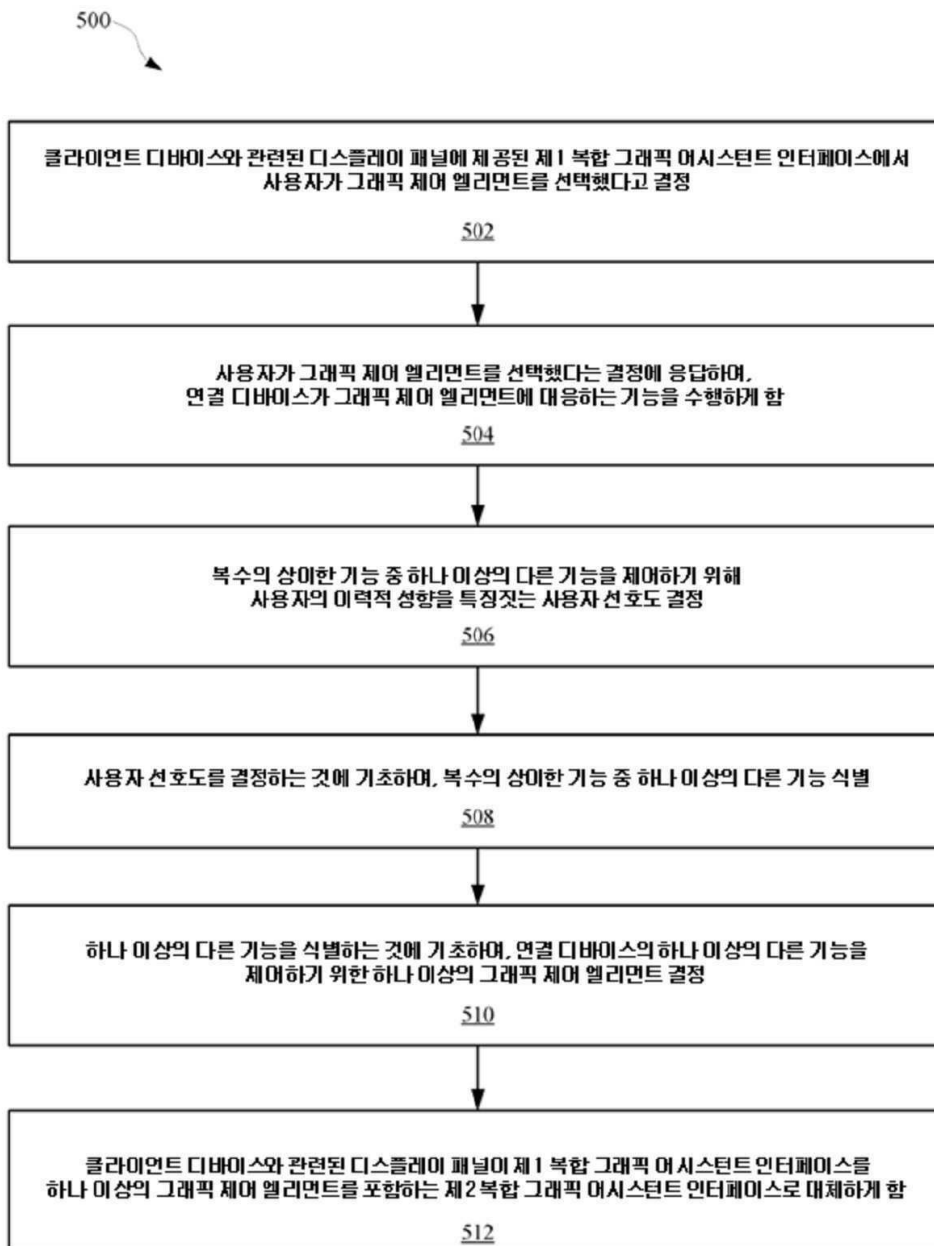 500
클라이언트 디바이스와 관련된 디스플레이 패널에 제공된 제1 복합 그래픽 어시스턴트 인터페이스에서
사용자가 그래픽 제어 엘리먼트를 선택했다고 결정
502
사용자가 그래픽 제어 엘리먼트를 선택했다는 결정에 응답하여,
연결 디바이스가 그래픽 제어 엘리먼트에 대응하는 기능을 수행하게 함
504
복수의 상이한 기능 중 하나 이상의 다른 기능을 제어하기 위해
사용자의 이력적 성향을 특징짓는 사용자 선호도 결정
506
사용자 선호도를 결정하는 것에 기초하여, 복수의 상이한 기능 중 하나 이상의 다른 기능 식별
508
하나 이상의 다른 기능을 식별하는 것에 기초하여, 연결 디바이스의 하나 이상의 다른 기능을
제어하기 위한 하나 이상의 그래픽 제어 엘리먼트 결정
510
클라이언트 디바이스와 관련된 디스플레이 패널이 제1 복합 그래픽 어시스턴트 인터페이스를
하나 이상의 그래픽 제어 엘리먼트를 포함하는 제2 복합 그래픽 어시스턴트 인터페이스로 대체하게 함
512